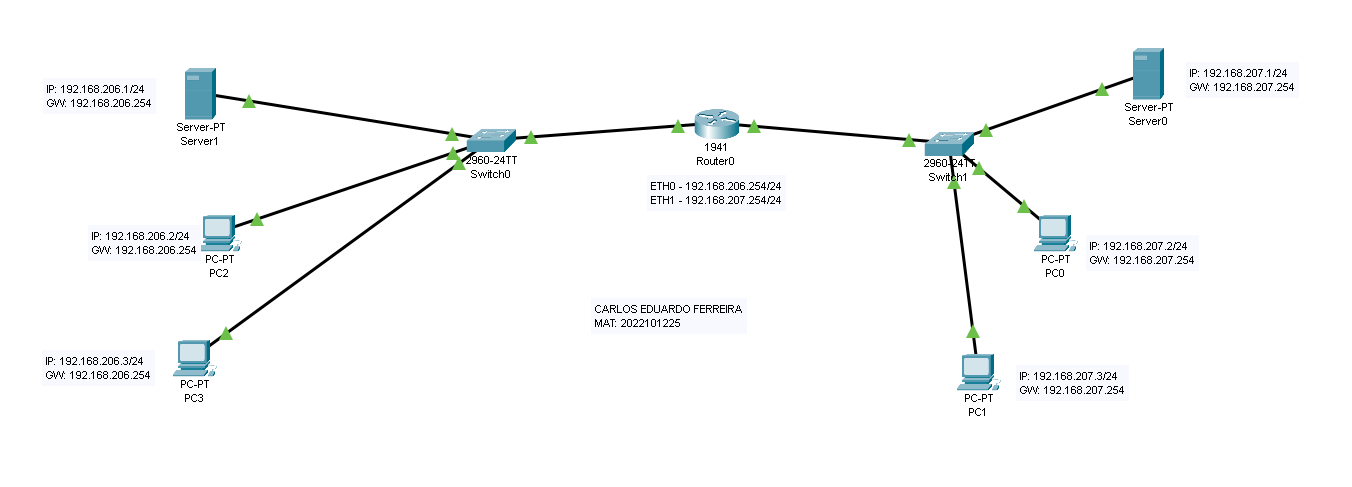 IP: 192.168.206.1/24
GW: 192.168.206.254
Server-PT
Server1
2960-24TT
Switch0
1941
Router0
ETH0 - 192.168.206.254/24
ETH1 - 192.168.207.254/24
2960-24TT
Switch1
Server-PT
Server0
IP: 192.168.207.1/24
GW: 192.168.207.254
IP: 192.168.206.2/24
GW: 192.168.206.254
PC-PT
PC2
PC-PT
PC0
IP: 192.168.207.2/24
GW: 192.168.207.254
CARLOS EDUARDO FERREIRA
MAT: 2022101225
IP: 192.168.206.3/24
GW: 192.168.206.254
PC-PT
PC3
PC-PT
PC1
IP: 192.168.207.3/24
GW: 192.168.207.254